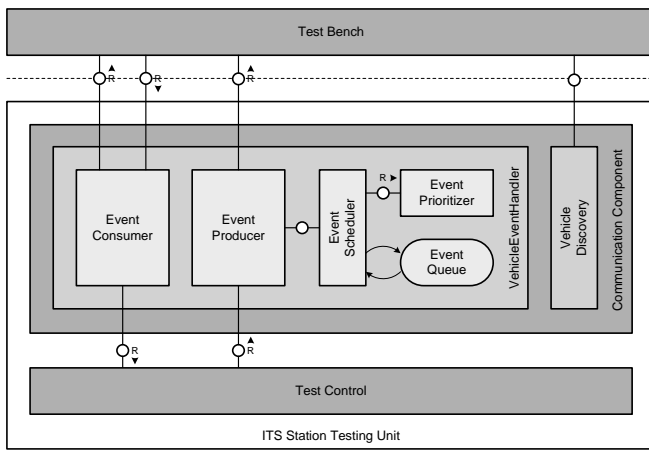 Test Bench
R
R
R
Event
Consumer
Event
Producer
Event
Scheduler
R
Event
Prioritizer
Event
Queue
VehicleEventHandler
Vehicle
Discovery
Communication Component
R
R
Test Control
ITS Station Testing Unit